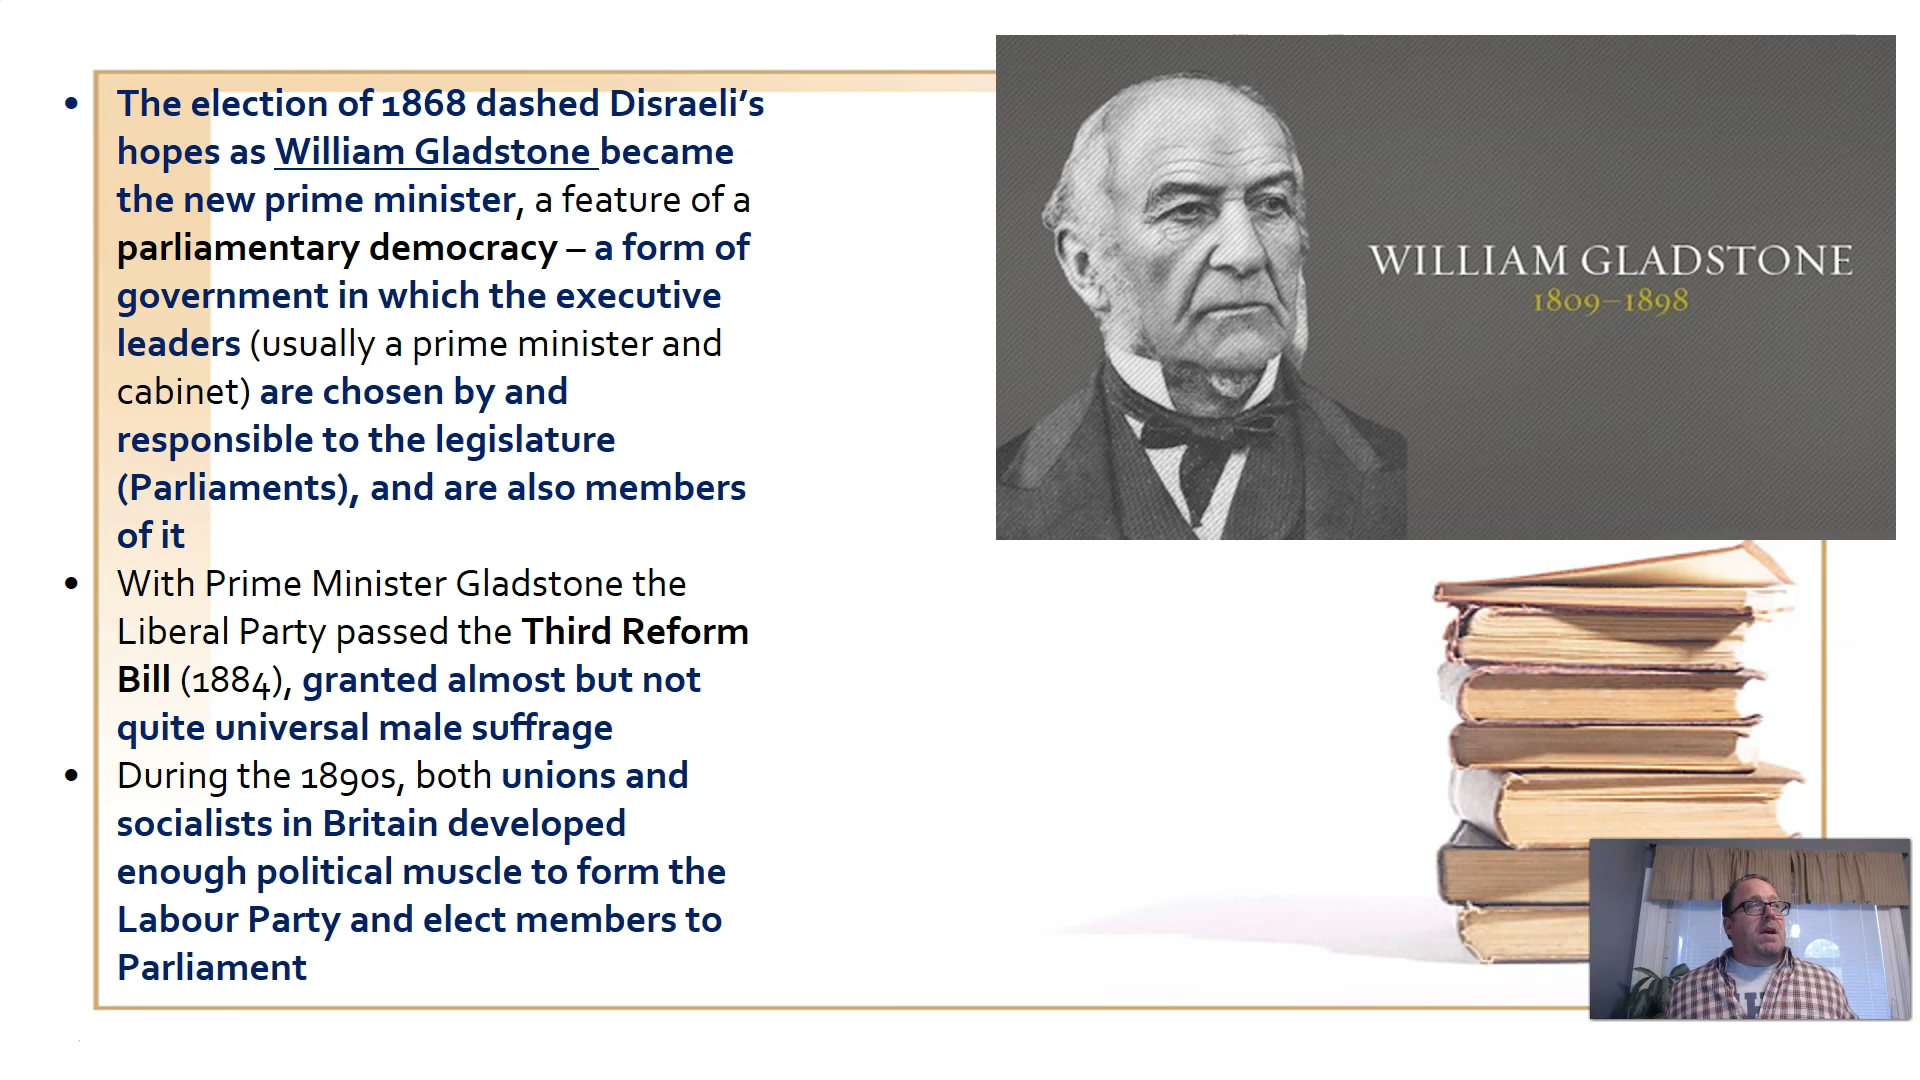 • The election of 1868 dashed Disraeli’s
hopes as William Gladstone became
the new prime minister, a feature of a
parliamentary democracy – a form of
government in which the executive
leaders (usually a prime minister and
cabinet) are chosen by and
responsible to the legislature
(Parliaments), and are also members
of it
• With Prime Minister Gladstone the
Liberal Party passed the Third Reform
Bill (1884), granted almost but not
quite universal male suffrage
• During the 1890s, both unions and
socialists in Britain developed
enough political muscle to form the
Labour Party and elect members to
Parliament
WILLIAM GLADSTONE
1809–1898